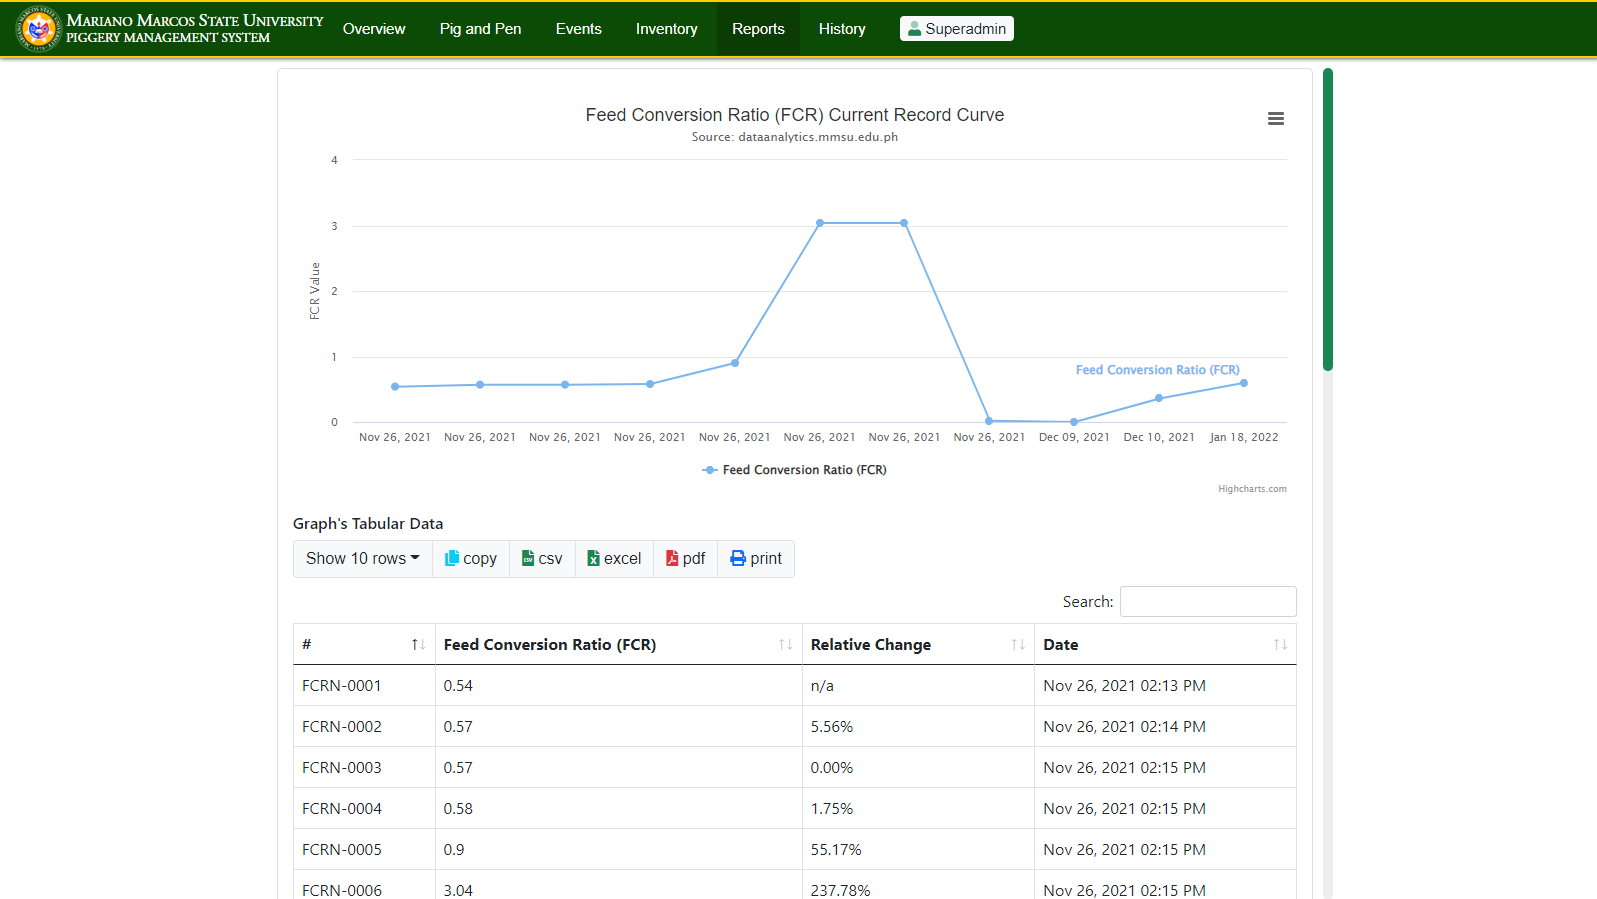 MARIANO MARCOS STATE UNIVERSITY
PIGGERY MANAGEMENT SYSTEM
Overview Pig and Pen Events Inventory Reports History Superadmin
Feed Conversion Ratio (FCR) Current Record Curve
Source: dataanalytics.mmsu.edu.ph
FCR Value
4
3
2
1
0
Feed Conversion Ratio (FCR)
Nov 26, 2021 Nov 26, 2021 Nov 26, 2021 Nov 26, 2021 Nov 26, 2021 Nov 26, 2021 Nov 26, 2021 Nov 26, 2021 Dec 09, 2021 Dec 10, 2021 Jan 18, 2022
Feed Conversion Ratio (FCR)
Highcharts.com
Graph's Tabular Data
Show 10 rows copy csv excel pdf print
Search:
# Feed Conversion Ratio (FCR) Relative Change Date
FCRN-0001 0.54 n/a Nov 26, 2021 02:13 PM
FCRN-0002 0.57 5.56% Nov 26, 2021 02:14 PM
FCRN-0003 0.57 0.00% Nov 26, 2021 02:15 PM
FCRN-0004 0.58 1.75% Nov 26, 2021 02:15 PM
FCRN-0005 0.9 55.17% Nov 26, 2021 02:15 PM
FCRN-0006 3.04 237.78% Nov 26, 2021 02:15 PM